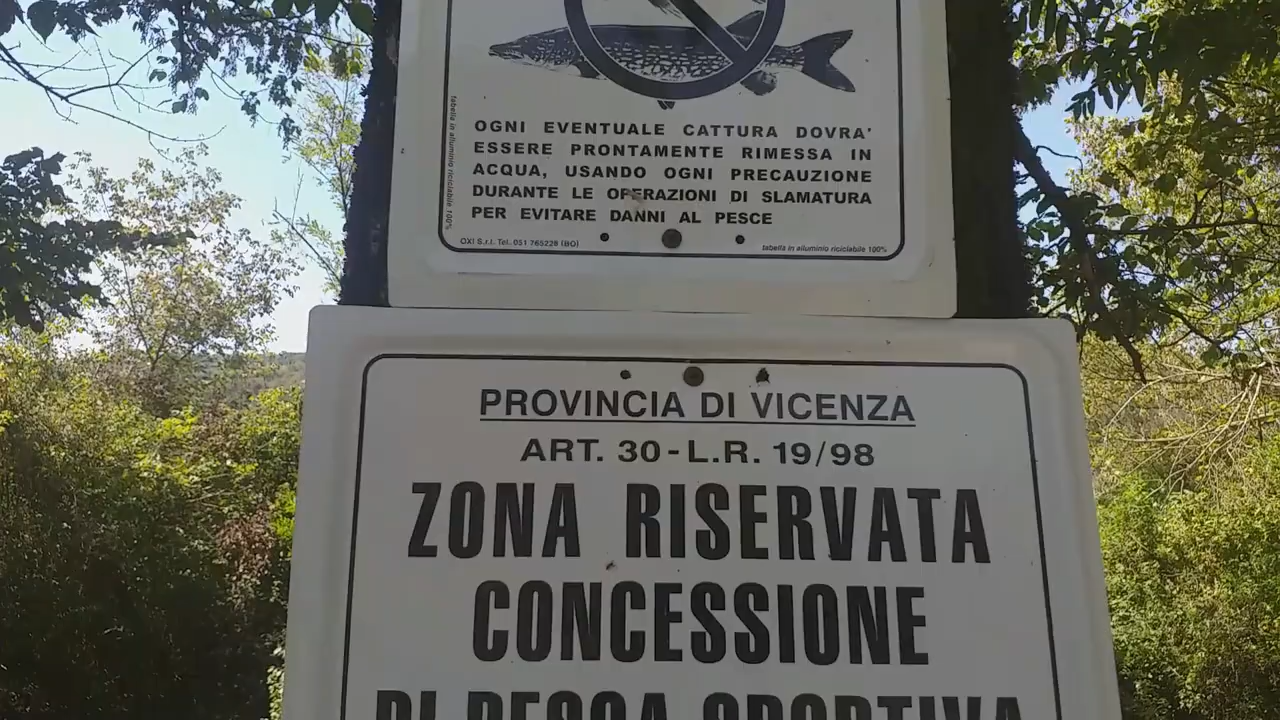 OGNI EVENTUALE CATTURA DOVRA'
ESSERE PRONTAMENTE RIMESSA IN
ACQUA, USANDO OGNI PRECAUZIONE
DURANTE LE OPERAZIONI DI SLAMATURA
PER EVITARE DANNI AL PESCE
tabella in alluminio riciclabile 100%
OXI S.r.l. Tel. 051 765228 (BO)
tabella in alluminio riciclabile 100%
PROVINCIA DI VICENZA
ART. 30 - L.R. 19/98
ZONA RISERVATA
CONCESSIONE
DI PESCA SPORTIVA